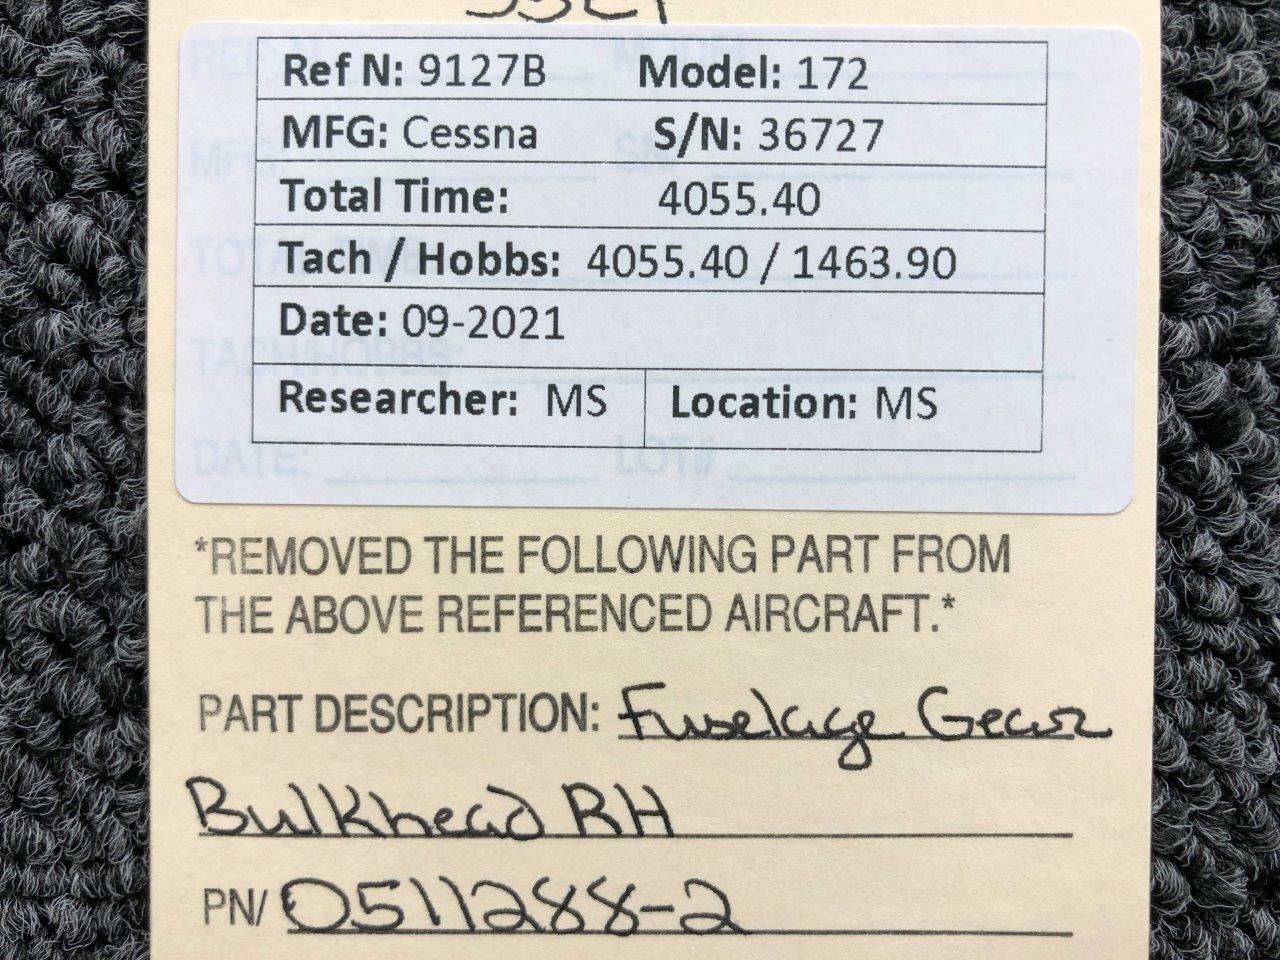 Ref N: 9127B Model: 172
MFG: Cessna S/N: 36727
Total Time: 4055.40
Tach / Hobbs: 4055.40 / 1463.90
Date: 09-2021
Researcher: MS Location: MS
*REMOVED THE FOLLOWING PART FROM
THE ABOVE REFERENCED AIRCRAFT.*
PART DESCRIPTION: Fuselage Gear
Bulkhead RH
PN/ 0511288-2